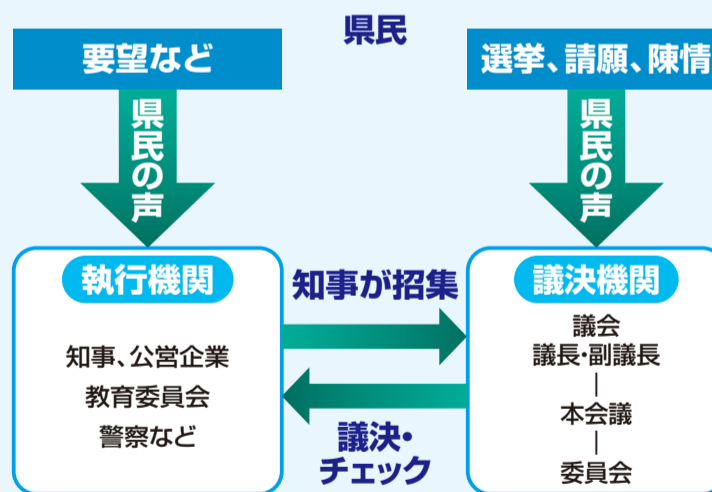 県民
要望など
選挙、請願、陳情
県民の声
県民の声
執行機関
知事、公営企業
教育委員会
警察など
知事が招集
議決・
チェック
議決機関
議会
議長・副議長
本会議
委員会